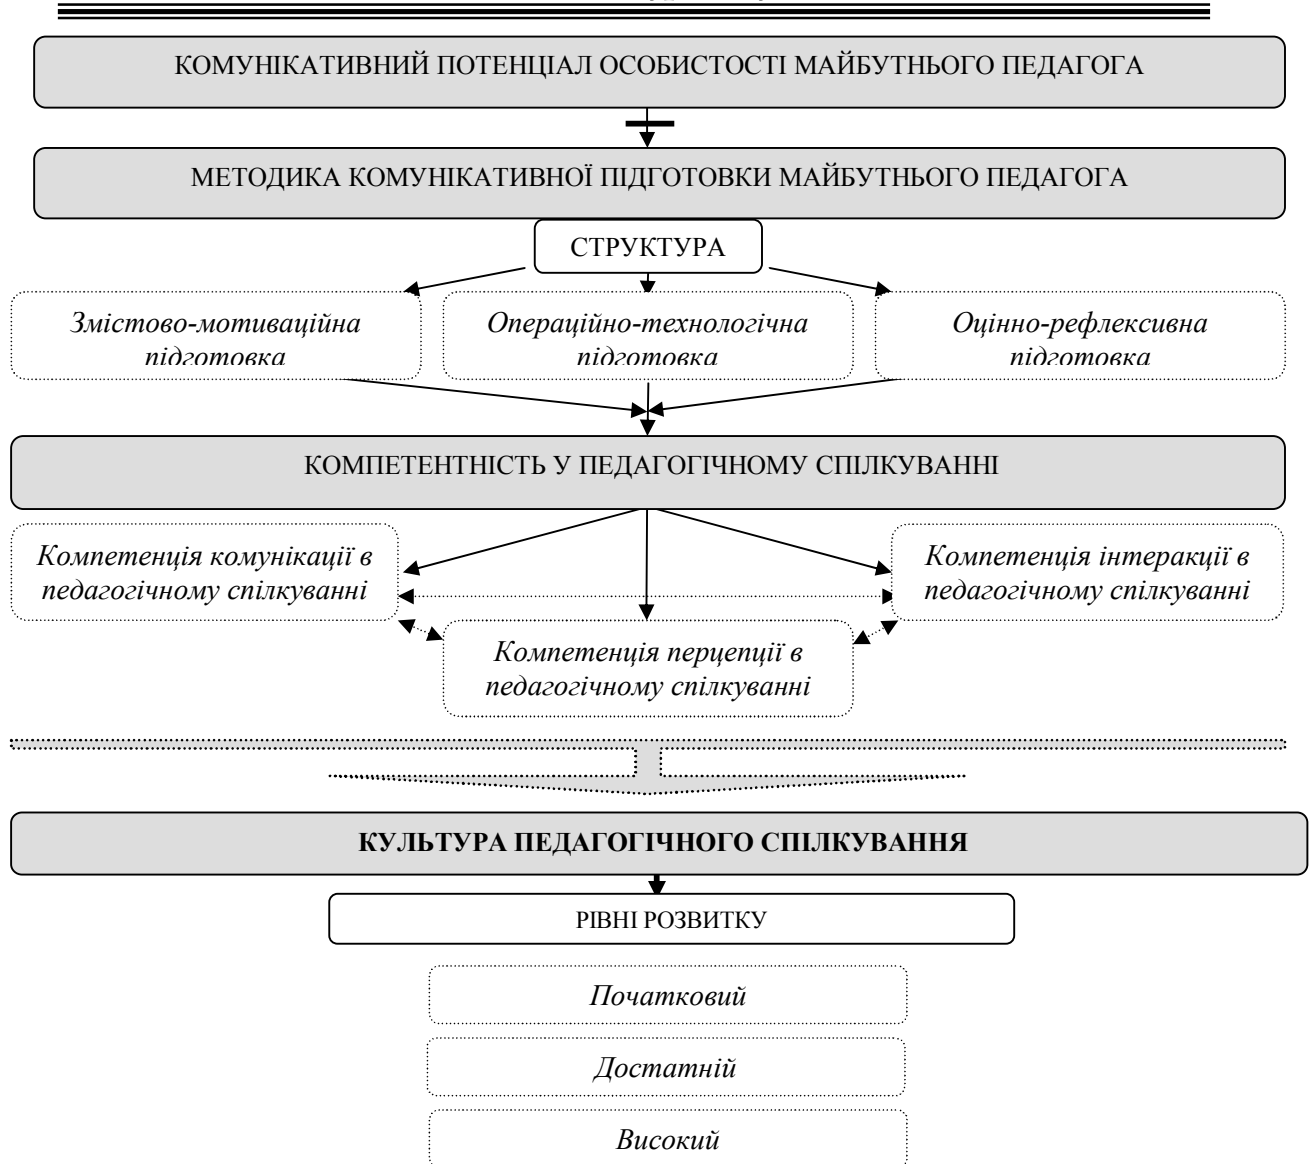 КОМУНІКАТИВНИЙ ПОТЕНЦІАЛ ОСОБИСТОСТІ МАЙБУТНЬОГО ПЕДАГОГА
МЕТОДИКА КОМУНІКАТИВНОЇ ПІДГОТОВКИ МАЙБУТНЬОГО ПЕДАГОГА
СТРУКТУРА
Змістово-мотиваційна
підготовка
Операційно-технологічна
підготовка
Оцінно-рефлексивна
підготовка
КОМПЕТЕНТНІСТЬ У ПЕДАГОГІЧНОМУ СПІЛКУВАННІ
Компетенція комунікації в
педагогічному спілкуванні
Компетенція інтеракції в
педагогічному спілкуванні
Компетенція перцепції в
педагогічному спілкуванні
КУЛЬТУРА ПЕДАГОГІЧНОГО СПІЛКУВАННЯ
РІВНІ РОЗВИТКУ
Початковий
Достатній
Високий